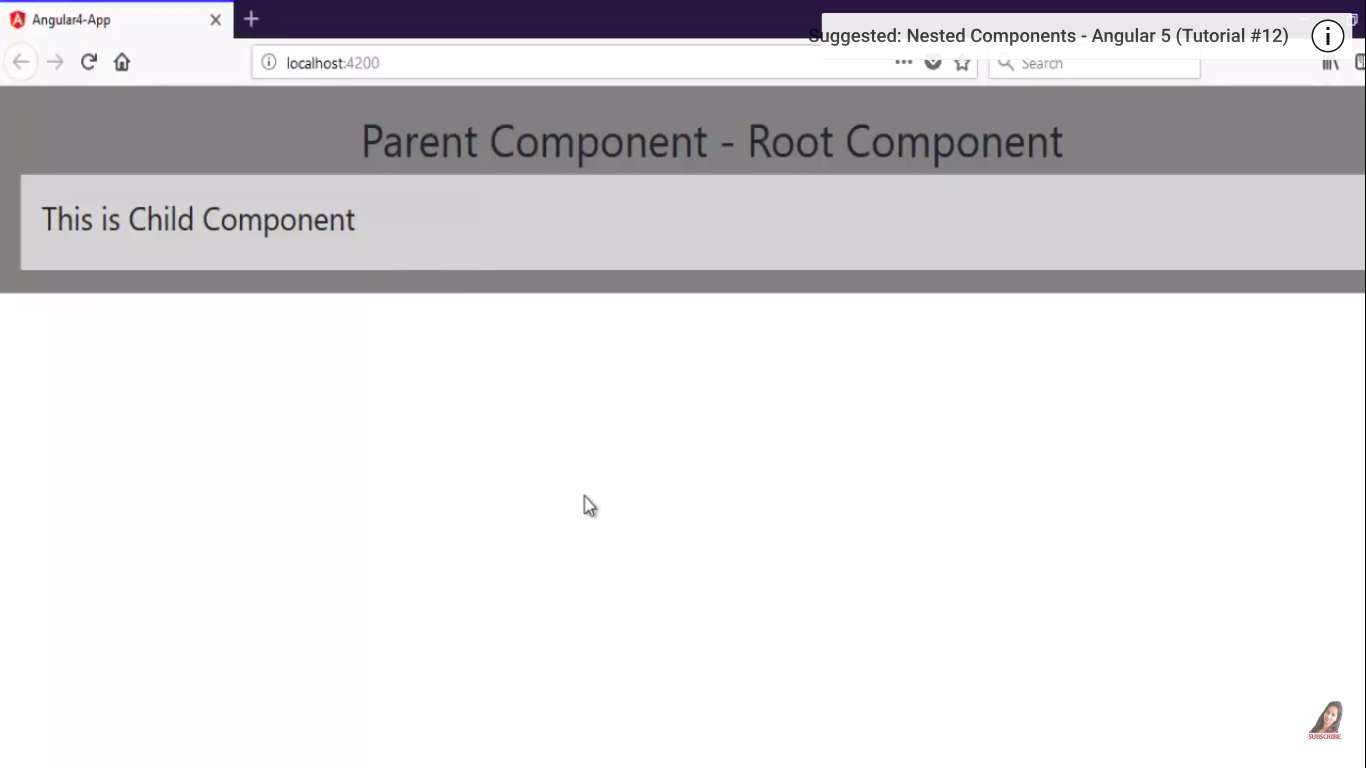 Angular4-App
Suggested: Nested Components - Angular 5 (Tutorial #12)
localhost:4200
Search
Parent Component - Root Component
This is Child Component
SUBSCRIBE